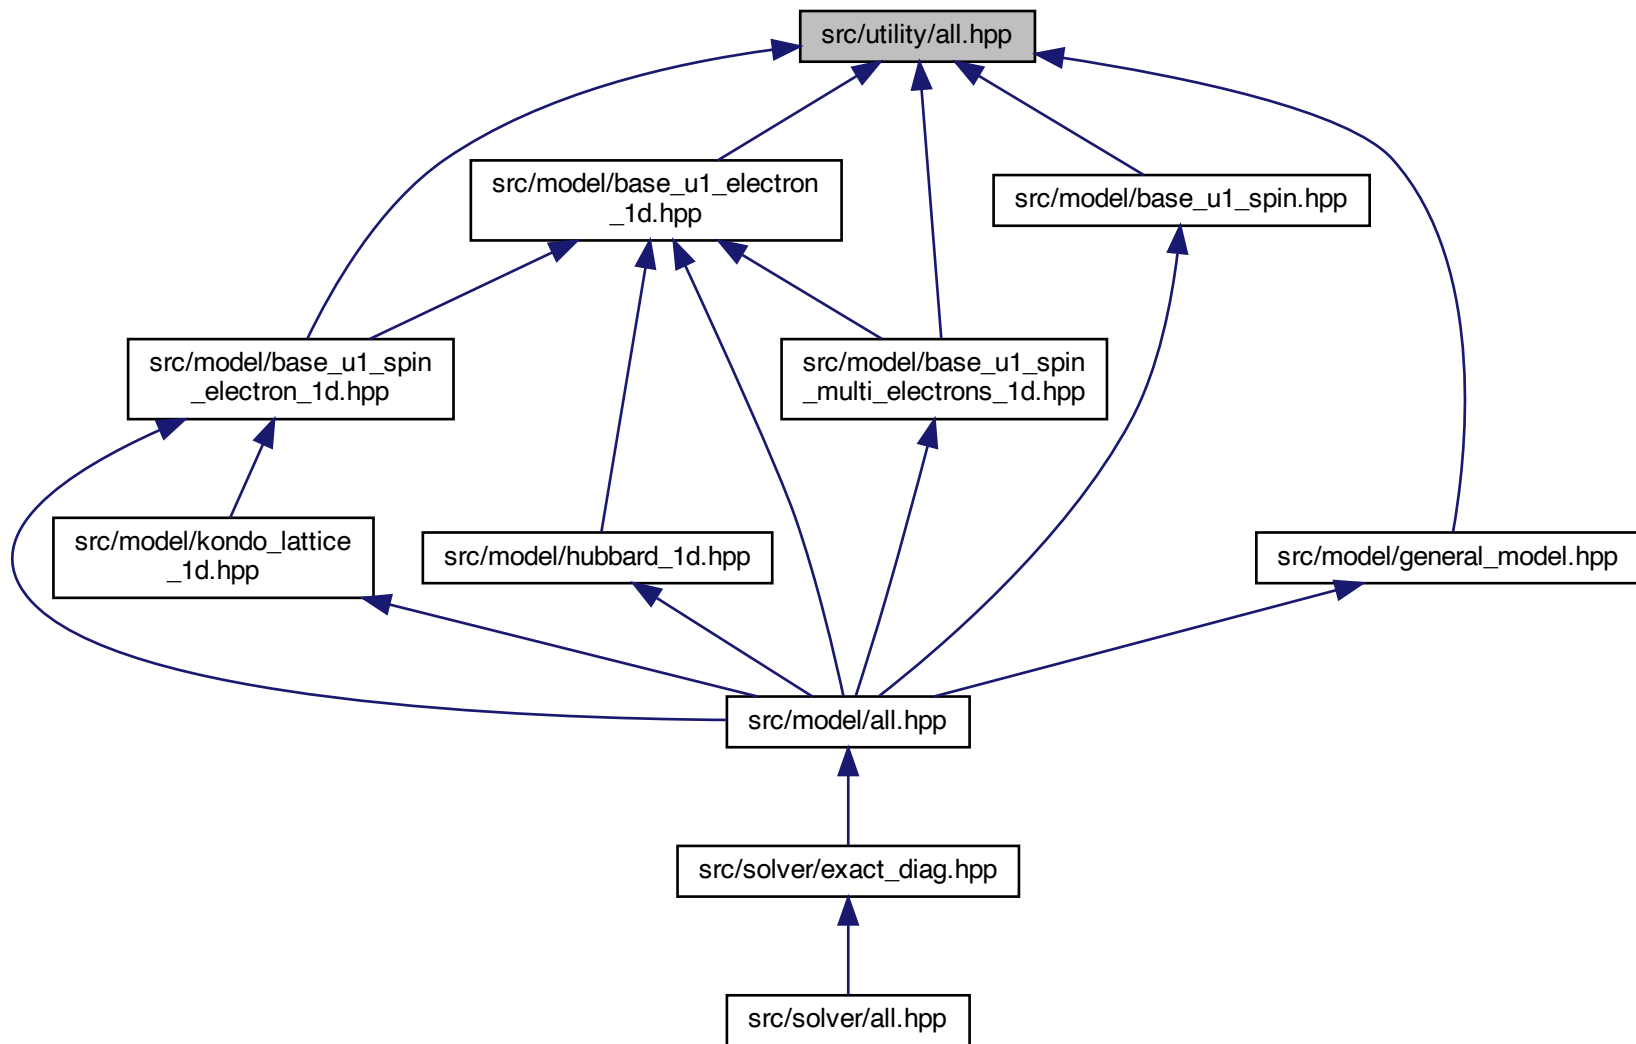 src/utility/all.hpp
src/model/base_u1_electron
_1d.hpp
src/model/base_u1_spin.hpp
src/model/base_u1_spin
_electron_1d.hpp
src/model/base_u1_spin
_multi_electrons_1d.hpp
src/model/kondo_lattice
_1d.hpp
src/model/hubbard_1d.hpp
src/model/general_model.hpp
src/model/all.hpp
src/solver/exact_diag.hpp
src/solver/all.hpp